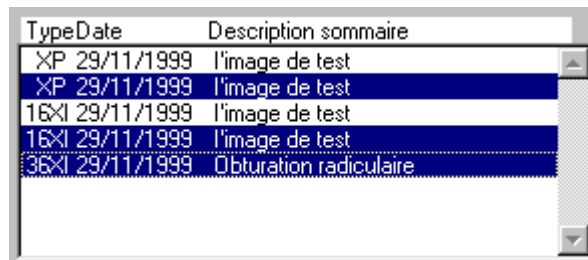 TypeDate Description sommaire
XP 29/11/1999 l'image de test
XP 29/11/1999 l'image de test
16XI 29/11/1999 l'image de test
16XI 29/11/1999 l'image de test
36XI 29/11/1999 Obturation radiculaire